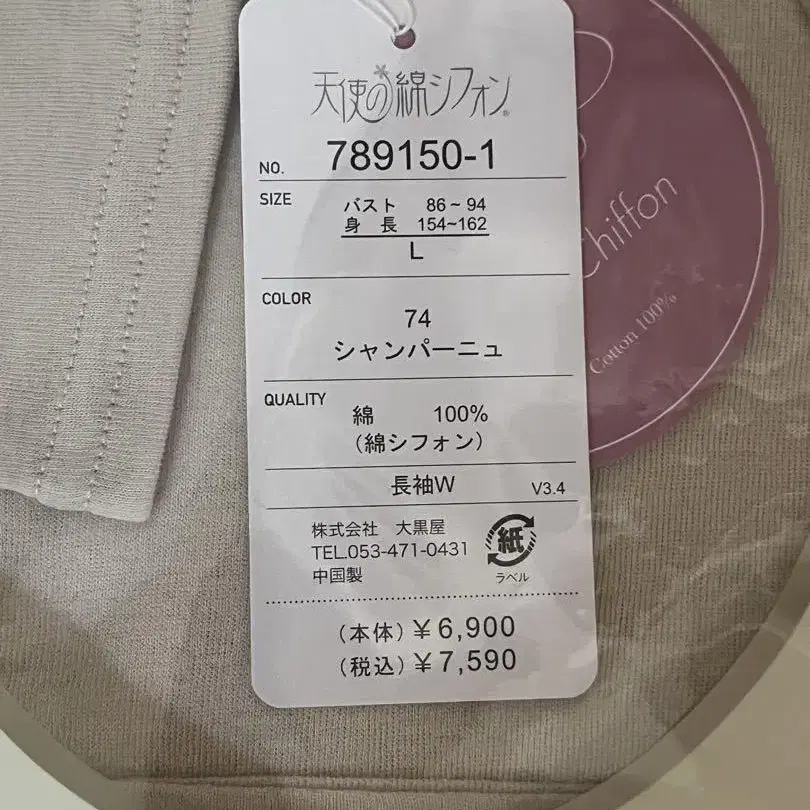 天使の綿シフォン®
NO. 789150-1
SIZE
バスト 86~94
身 長 154~162
L
COLOR
74
シャンパーニュ
QUALITY
綿 100%
(綿シフォン)
長袖W V3.4
株式会社 大黒屋
TEL.053-471-0431
中国製
紙
ラベル
(本体)¥6,900
(税込)¥7,590
Chiffon
Cotton 100%